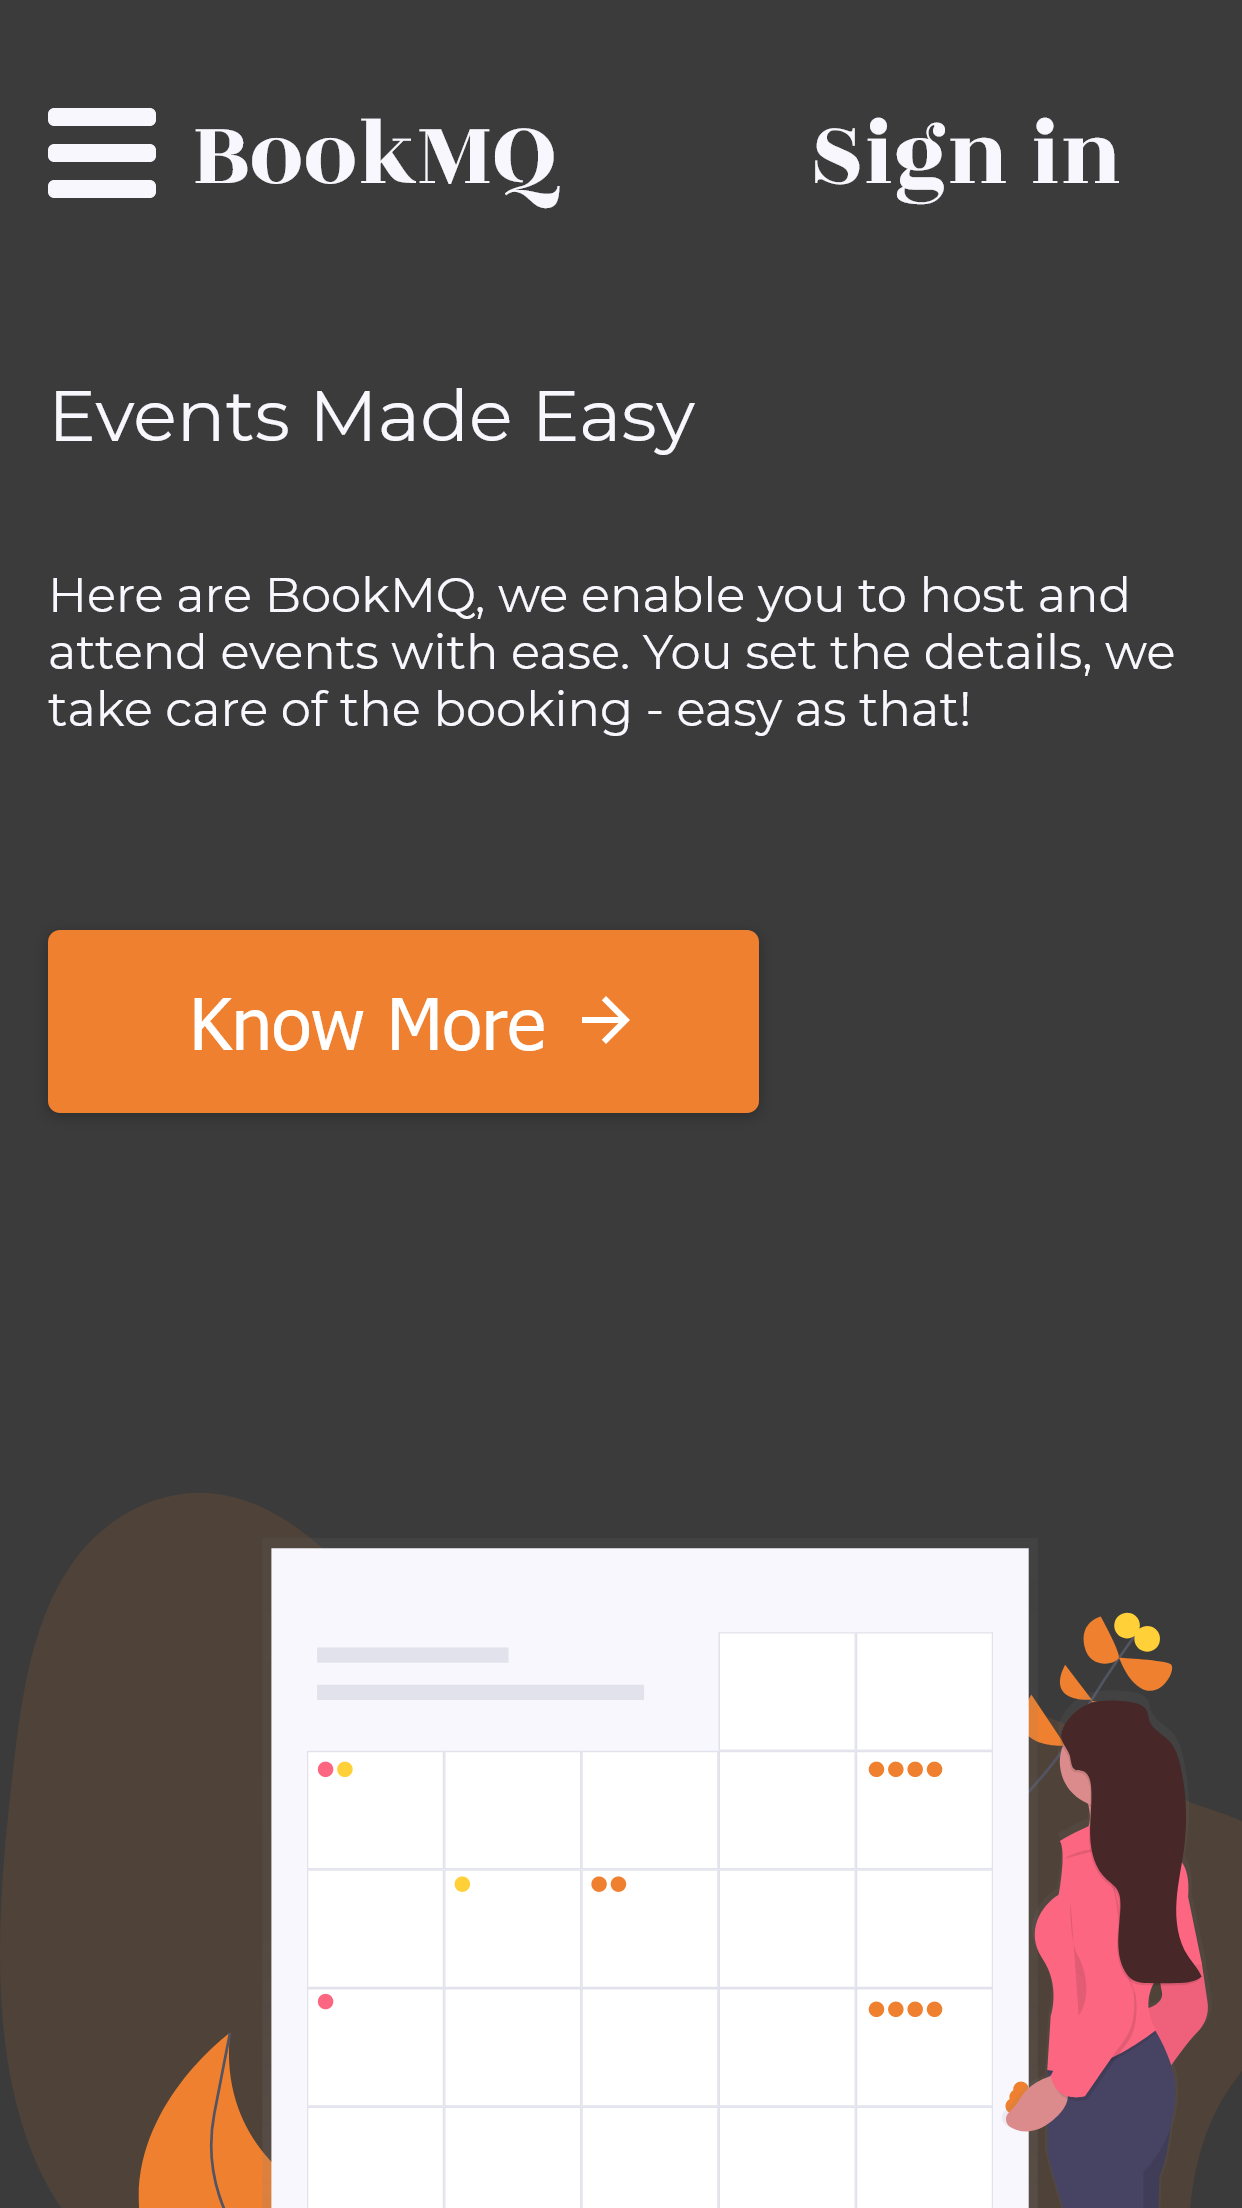 BookMQ
Sign in
Events Made Easy
Here are BookMQ, we enable you to host and
attend events with ease. You set the details, we
take care of the booking - easy as that!
Know More →